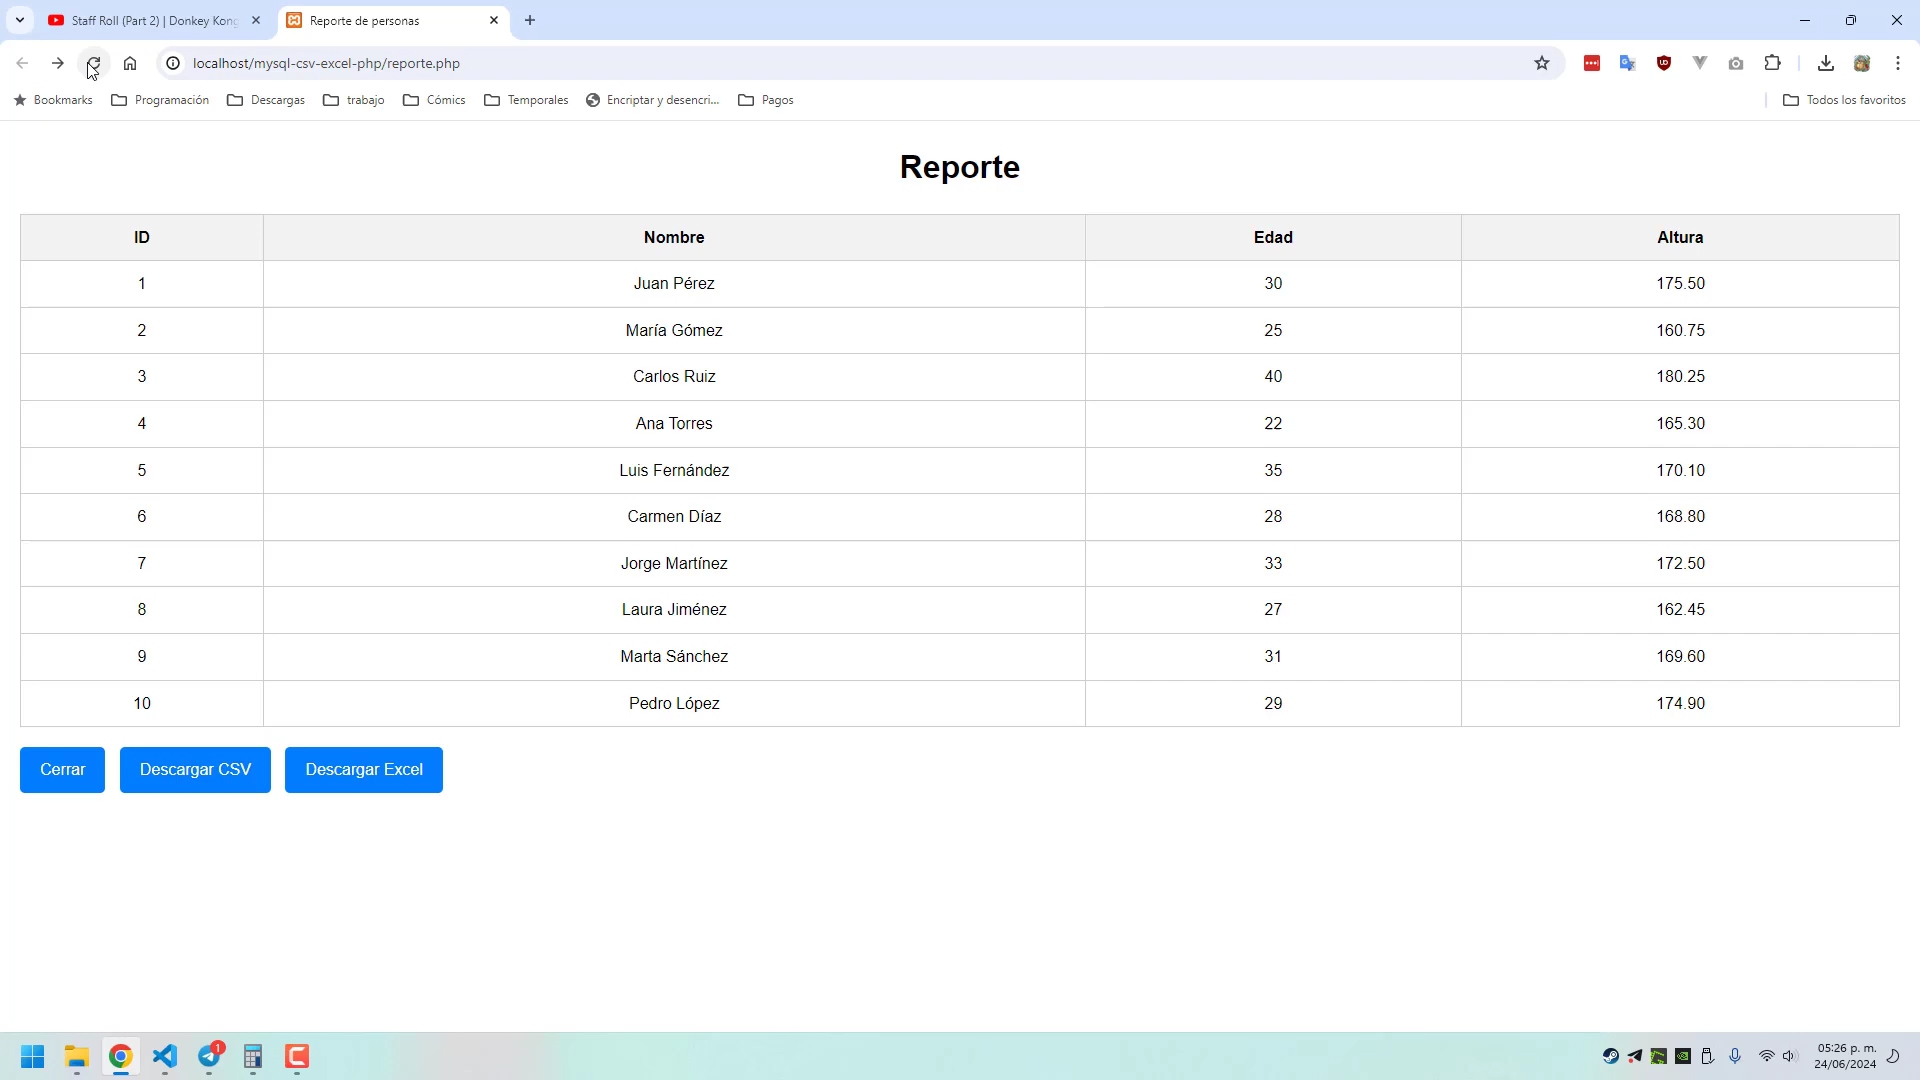 Staff Roll (Part 2) | Donkey Kong
Reporte de personas
localhost/mysql-csv-excel-php/reporte.php
Bookmarks Programación Descargas trabajo Cómics Temporales Encriptar y desencri... Pagos Todos los favoritos
Reporte
ID Nombre Edad Altura
1 Juan Pérez 30 175.50
2 María Gómez 25 160.75
3 Carlos Ruiz 40 180.25
4 Ana Torres 22 165.30
5 Luis Fernández 35 170.10
6 Carmen Díaz 28 168.80
7 Jorge Martínez 33 172.50
8 Laura Jiménez 27 162.45
9 Marta Sánchez 31 169.60
10 Pedro López 29 174.90
Cerrar Descargar CSV Descargar Excel
1
05:26 p. m.
24/06/2024